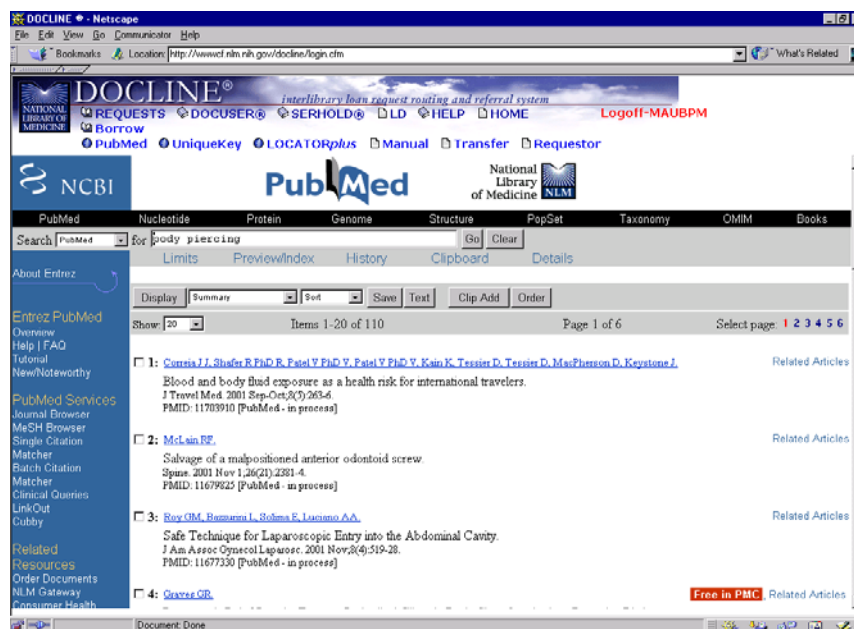 DOCLINE ® - Netscape
File Edit View Go Communicator Help
Bookmarks Location: http://wwwcf.nlm.nih.gov/docline/login.cfm What's Related
NATIONAL LIBRARY OF MEDICINE
DOCLINE®
interlibrary loan request routing and referral system
REQUESTS DOCUSER® SERHOLD® LD HELP HOME Logoff-MAUBPM
Borrow
PubMed UniqueKey LOCATORplus Manual Transfer Requestor
NCBI PubMed National Library of Medicine NLM
PubMed Nucleotide Protein Genome Structure PopSet Taxonomy OMIM Books
Search PubMed for body piercing Go Clear
Limits Preview/Index History Clipboard Details
About Entrez
Display Summary Sort Save Text Clip Add Order
Show: 20 Items 1-20 of 110 Page 1 of 6 Select page: 1 2 3 4 5 6
Entrez PubMed
Overview
Help | FAQ
Tutorial
New/Noteworthy
PubMed Services
Journal Browser
MeSH Browser
Single Citation
Matcher
Batch Citation
Matcher
Clinical Queries
LinkOut
Cubby
Related
Resources
Order Documents
NLM Gateway
Consumer Health
1: Correia JJ, Shafer R PhD R, Patel V PhD V, Patel V PhD V, Kain K, Tessier D, Tessier D, MacPherson D, Keystone J. Related Articles
Blood and body fluid exposure as a health risk for international travelers.
J Travel Med. 2001 Sep-Oct;8(5):263-6.
PMID: 11703910 [PubMed - in process]
2: McLain RF. Related Articles
Salvage of a malpositioned anterior odontoid screw.
Spine. 2001 Nov 1;26(21):2381-4.
PMID: 11679825 [PubMed - in process]
3: Roy GM, Bazzurini L, Solima E, Luciano AA. Related Articles
Safe Technique for Laparoscopic Entry into the Abdominal Cavity.
J Am Assoc Gynecol Laparosc. 2001 Nov;8(4):519-28.
PMID: 11677330 [PubMed - in process]
4: Graves GR. Free in PMC, Related Articles
Document: Done